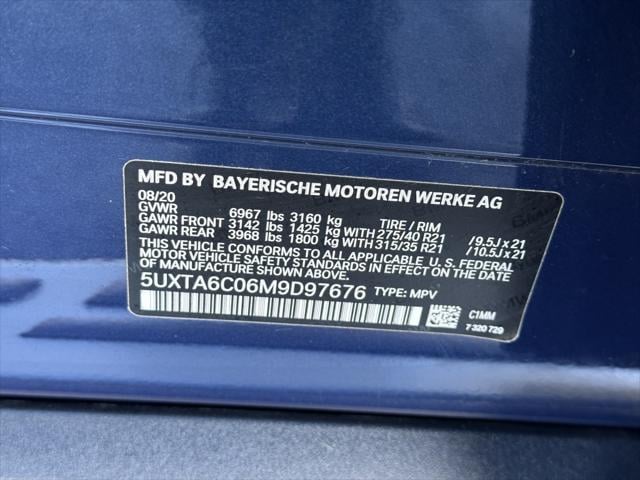 MFD BY BAYERISCHE MOTOREN WERKE AG
08/20
GVWR 6967 lbs 3160 kg TIRE / RIM
GAWR FRONT 3142 lbs 1425 kg WITH 275/40 R21 / 9.5J x 21
GAWR REAR 3968 lbs 1800 kg WITH 315/35 R21 / 10.5J x 21
THIS VEHICLE CONFORMS TO ALL APPLICABLE U.S. FEDERAL
MOTOR VEHICLE SAFETY STANDARDS IN EFFECT ON THE DATE
OF MANUFACTURE SHOWN ABOVE.
5UXTA6C06M9D97676 TYPE: MPV
C1MM
7 320 729